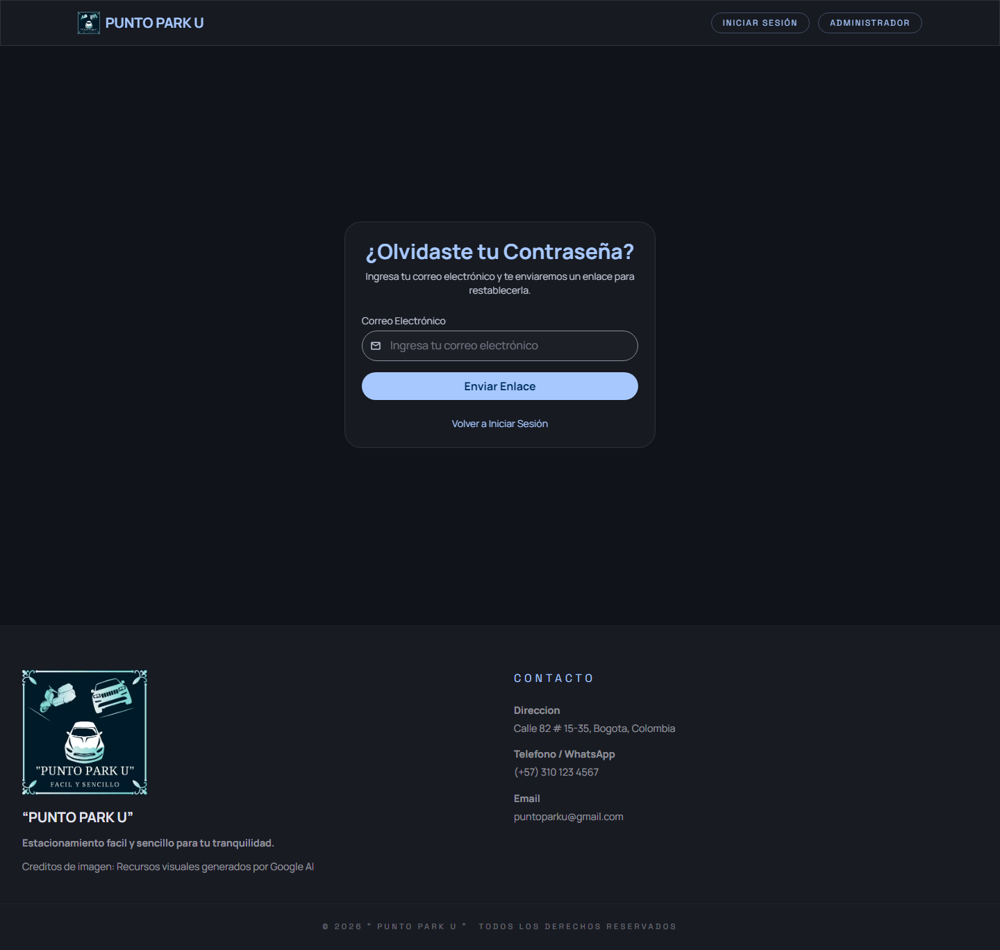 PUNTO PARK U
INICIAR SESIÓN
ADMINISTRADOR
¿Olvidaste tu Contraseña?
Ingresa tu correo electrónico y te enviaremos un enlace para
restablecerla.
Correo Electrónico
Ingresa tu correo electrónico
Enviar Enlace
Volver a Iniciar Sesión
"PUNTO PARK U"
FACIL Y SENCILLO
“PUNTO PARK U”
Estacionamiento facil y sencillo para tu tranquilidad.
Creditos de imagen: Recursos visuales generados por Google AI
CONTACTO
Direccion
Calle 82 # 15-35, Bogota, Colombia
Telefono / WhatsApp
(+57) 310 123 4567
Email
puntoparku@gmail.com
© 2026 “ PUNTO PARK U ” TODOS LOS DERECHOS RESERVADOS